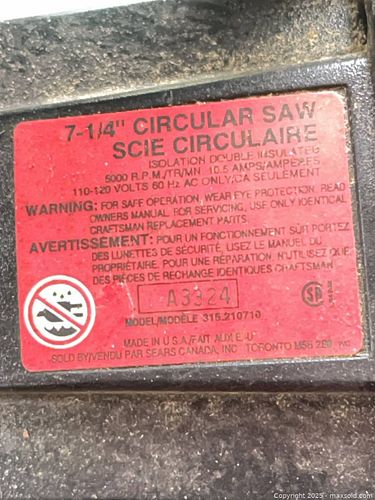 7-1/4" CIRCULAR SAW
SCIE CIRCULAIRE
ISOLATION DOUBLE INSULATED
5000 R.P.M./TR/MN 10.5 AMPS/AMPERES
110-120 VOLTS 60 Hz AC ONLY/CA SEULEMENT
WARNING: FOR SAFE OPERATION, WEAR EYE PROTECTION, READ
OWNERS MANUAL FOR SERVICING, USE ONLY IDENTICAL
CRAFTSMAN REPLACEMENT PARTS.
AVERTISSEMENT: POUR UN FONCTIONNEMENT SÛR PORTEZ
DES LUNETTES DE SÉCURITÉ, LISEZ LE MANUEL DU
PROPRIÉTAIRE. POUR UNE RÉPARATION, N'UTILISEZ QUE
DES PIÈCES DE RECHANGE IDENTIQUES CRAFTSMAN
A3324
MODEL/MODÈLE 315.210710
MADE IN U.S.A/FAIT AUX E.-U.
SOLD BY/VENDU PAR SEARS CANADA, INC. TORONTO M5B 2B8
Copyright 2025 - maxsold.com